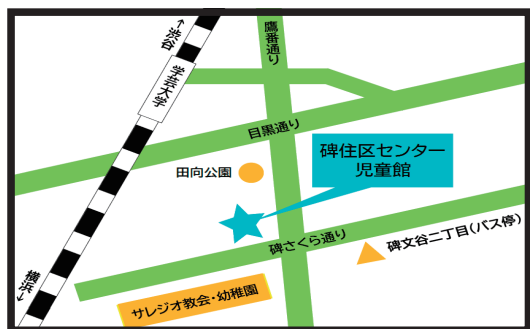 ↑渋谷
学芸大学
鷹番通り
目黒通り
碑住区センター
児童館
田向公園
碑さくら通り
碑文谷二丁目(バス停)
横浜↓
サレジオ教会・幼稚園